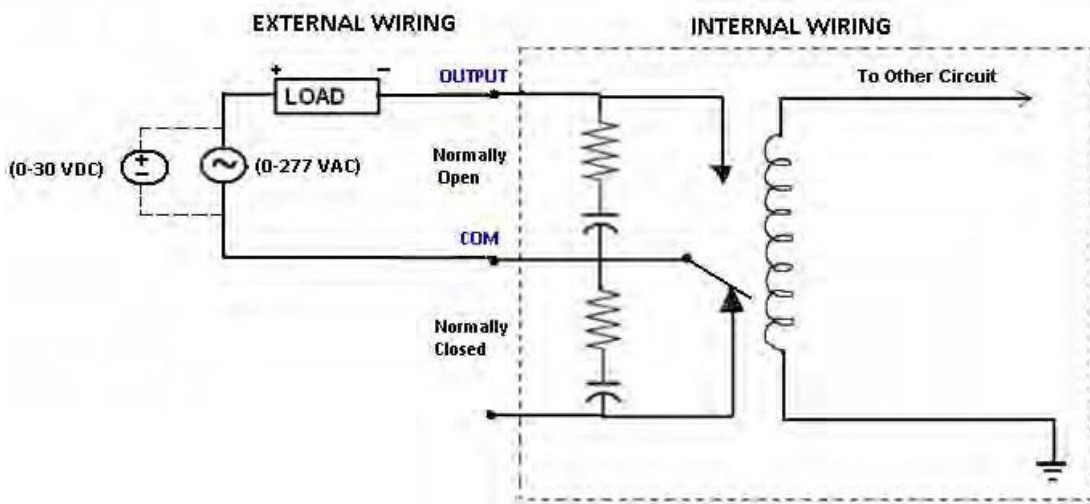 EXTERNAL WIRING
INTERNAL WIRING
To Other Circuit
+ −
OUTPUT
LOAD
(0-30 VDC)
+
−
(0-277 VAC)
Normally
Open
COM
Normally
Closed